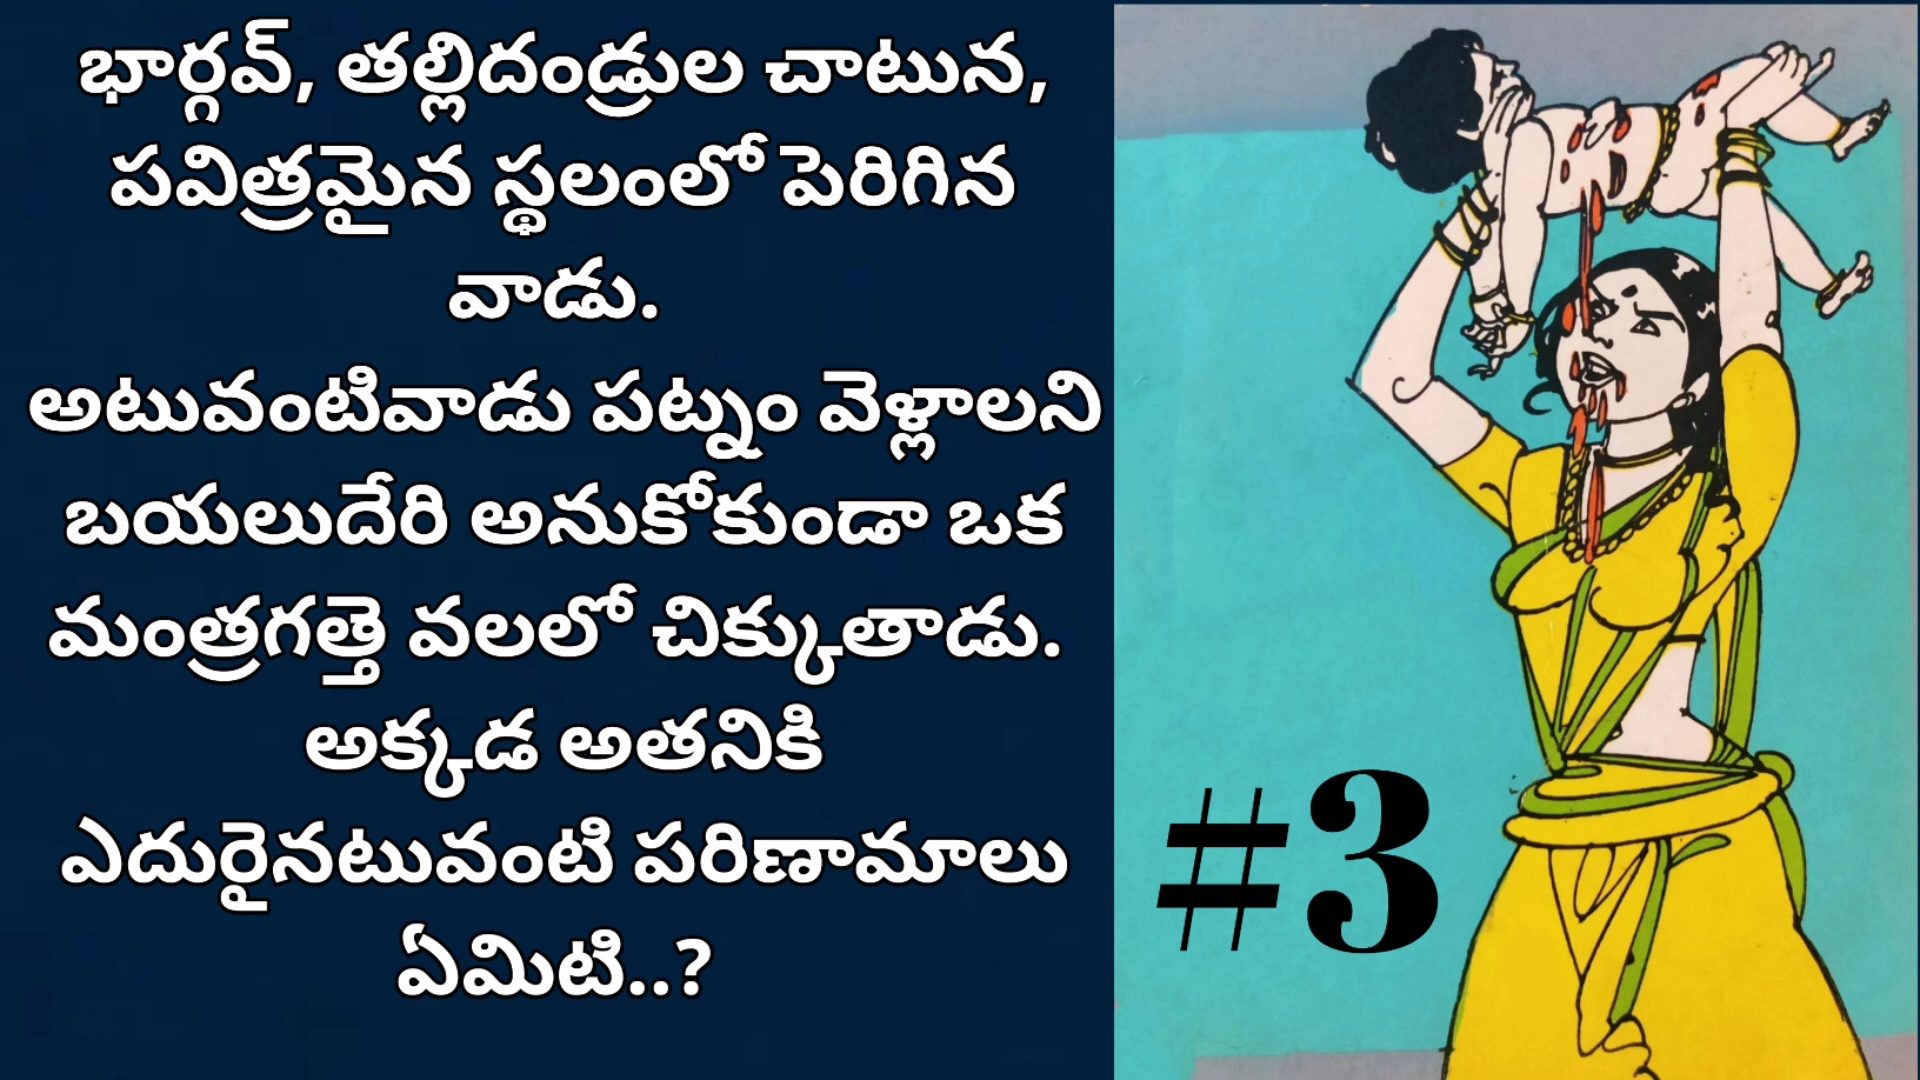 భార్గవ్, తల్లిదండ్రుల చాటున,
పవిత్రమైన స్థలంలో పెరిగిన
వాడు.
అటువంటివాడు పట్నం వెళ్లాలని
బయలుదేరి అనుకోకుండా ఒక
మంత్రగత్తె వలలో చిక్కుతాడు.
అక్కడ అతనికి
ఎదురైనటువంటి పరిణామాలు
ఏమిటి..?
#3